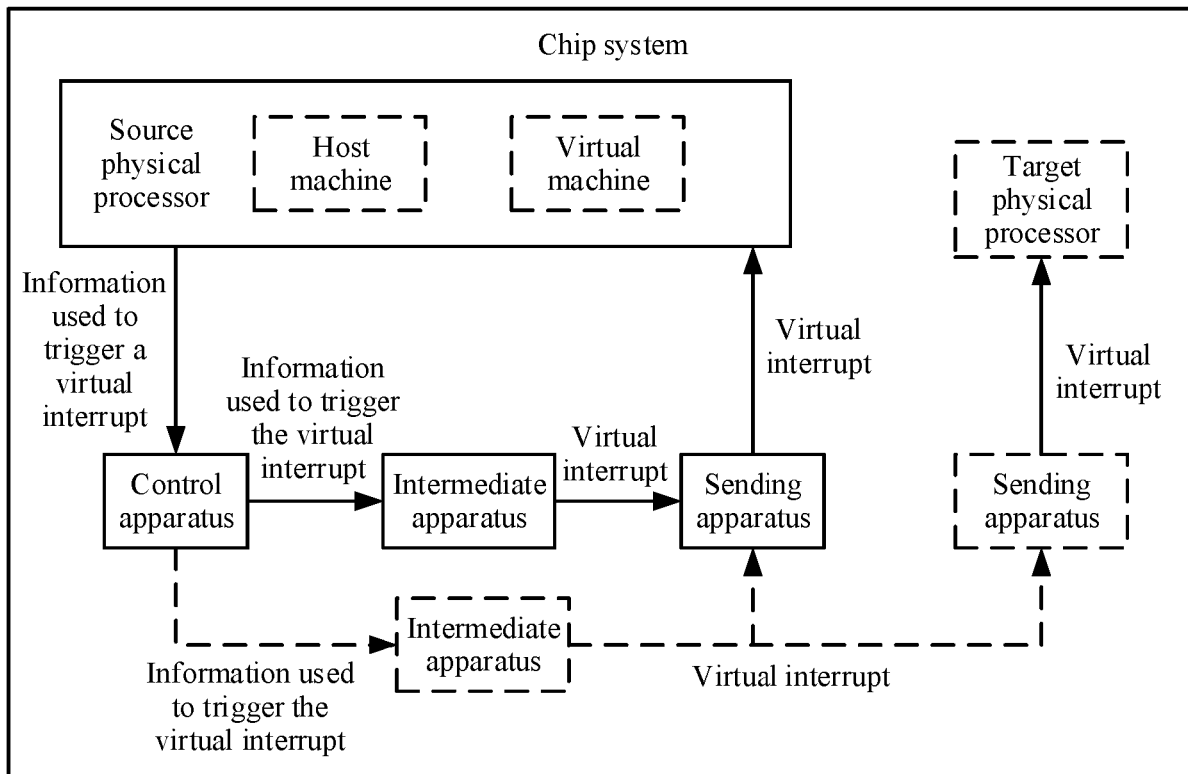 Chip system
Source
physical
processor
Host
machine
Virtual
machine
Target
physical
processor
Information
used to
trigger a
virtual
interrupt
Information
used to trigger
the virtual
interrupt
Virtual
interrupt
Virtual
interrupt
Virtual
interrupt
Control
apparatus
Intermediate
apparatus
Sending
apparatus
Sending
apparatus
Intermediate
apparatus
Information used
to trigger the
virtual interrupt
Virtual interrupt